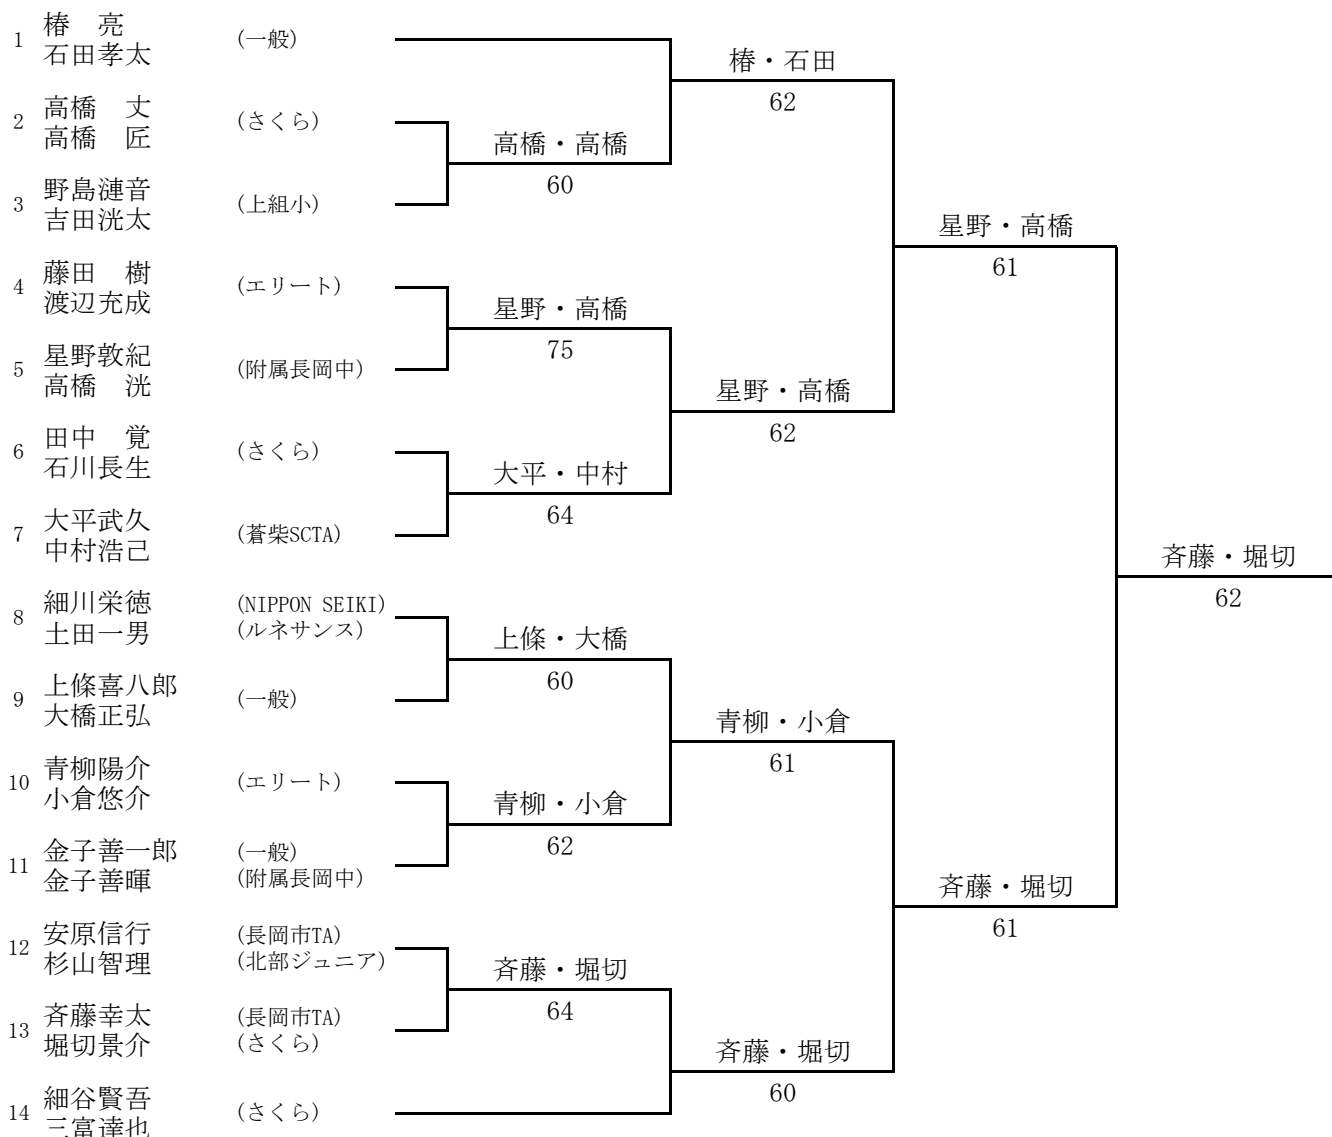 1 椿　亮 (一般)
石田孝太
2 高橋　丈 (さくら)
高橋　匠
3 野島漣音 (上組小)
吉田洸太
4 藤田　樹 (エリート)
渡辺充成
5 星野敦紀 (附属長岡中)
高橋　洸
6 田中　覚 (さくら)
石川長生
7 大平武久 (蒼柴SCTA)
中村浩己
8 細川栄徳 (NIPPON SEIKI)
土田一男 (ルネサンス)
9 上條喜八郎 (一般)
大橋正弘
10 青柳陽介 (エリート)
小倉悠介
11 金子善一郎 (一般)
金子善暉 (附属長岡中)
12 安原信行 (長岡市TA)
杉山智理 (北部ジュニア)
13 斉藤幸太 (長岡市TA)
堀切景介 (さくら)
14 細谷賢吾 (さくら)
三富達也
高橋・高橋
60
星野・高橋
75
大平・中村
64
上條・大橋
60
青柳・小倉
62
斉藤・堀切
64
椿・石田
62
星野・高橋
62
青柳・小倉
61
斉藤・堀切
60
星野・高橋
61
斉藤・堀切
61
斉藤・堀切
62